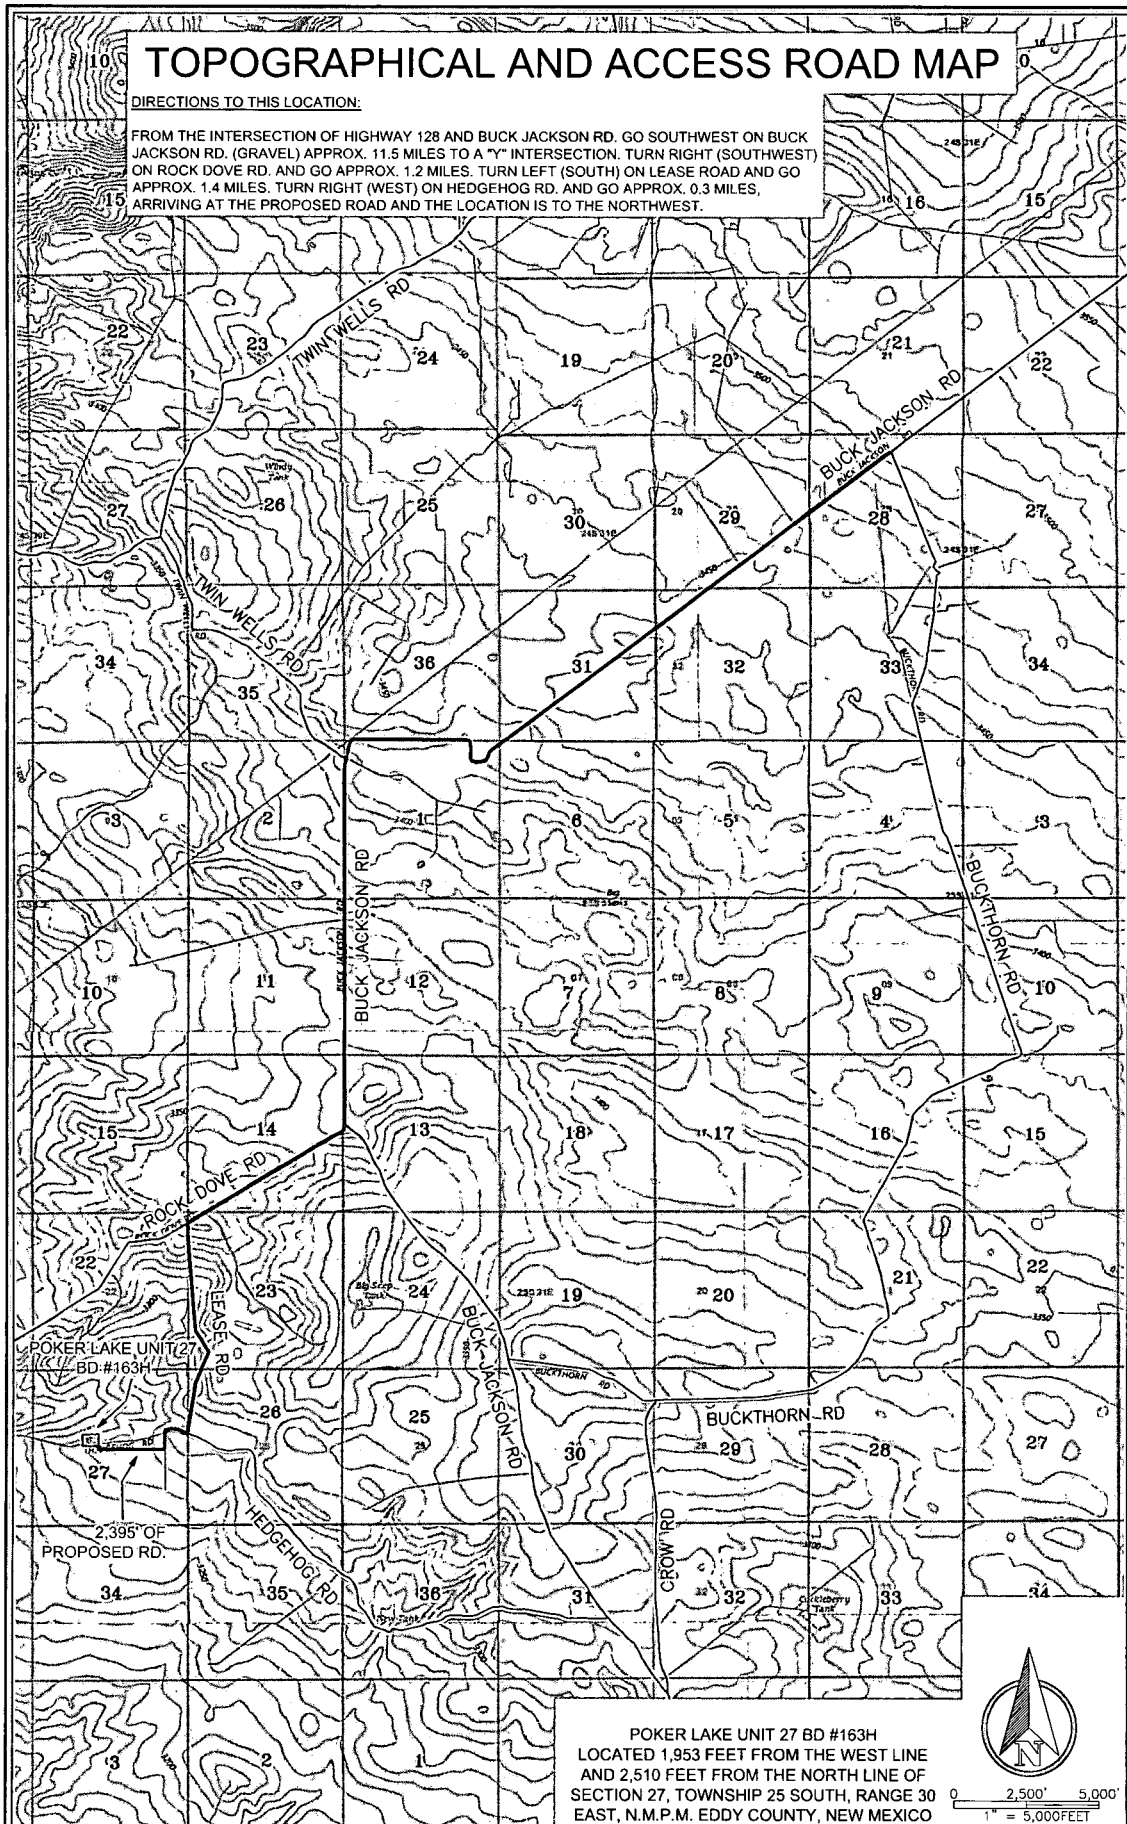 TOPOGRAPHICAL AND ACCESS ROAD MAP
DIRECTIONS TO THIS LOCATION:
FROM THE INTERSECTION OF HIGHWAY 128 AND BUCK JACKSON RD. GO SOUTHWEST ON BUCK
JACKSON RD. (GRAVEL) APPROX. 11.5 MILES TO A "Y" INTERSECTION. TURN RIGHT (SOUTHWEST)
ON ROCK DOVE RD. AND GO APPROX. 1.2 MILES. TURN LEFT (SOUTH) ON LEASE ROAD AND GO
APPROX. 1.4 MILES. TURN RIGHT (WEST) ON HEDGEHOG RD. AND GO APPROX. 0.3 MILES,
ARRIVING AT THE PROPOSED ROAD AND THE LOCATION IS TO THE NORTHWEST.
10
15
16
15
22
23
TWIN WELLS RD
24
19
20
21
22
BUCK JACKSON RD
BUCK JACKSON
Windy
Tank
27
26
25
30
29
28
27
24S 31E
3450
TWIN WELLS RD
34
35
36
31
32
33
34
3
2
1
6
5
4
3
BUCK JACKSON RD
BUCKTHORN RD
10
11
12
7
8
9
10
15
14
13
18
17
16
15
ROCK DOVE RD
22
23
24
19
20
21
22
25S 31E
LEASE RD
BUCK JACKSON RD
POKER LAKE UNIT 27
BD #163H
BUCKTHORN RD
BUCKTHORN RD
26
25
30
29
28
27
27
HEDGEHOG RD
CROW RD
2,395' OF
PROPOSED RD.
34
35
36
31
32
33
34
Tank
3
2
1
POKER LAKE UNIT 27 BD #163H
LOCATED 1,953 FEET FROM THE WEST LINE
AND 2,510 FEET FROM THE NORTH LINE OF
SECTION 27, TOWNSHIP 25 SOUTH, RANGE 30
EAST, N.M.P.M. EDDY COUNTY, NEW MEXICO
N
0 2,500' 5,000'
1" = 5,000FEET